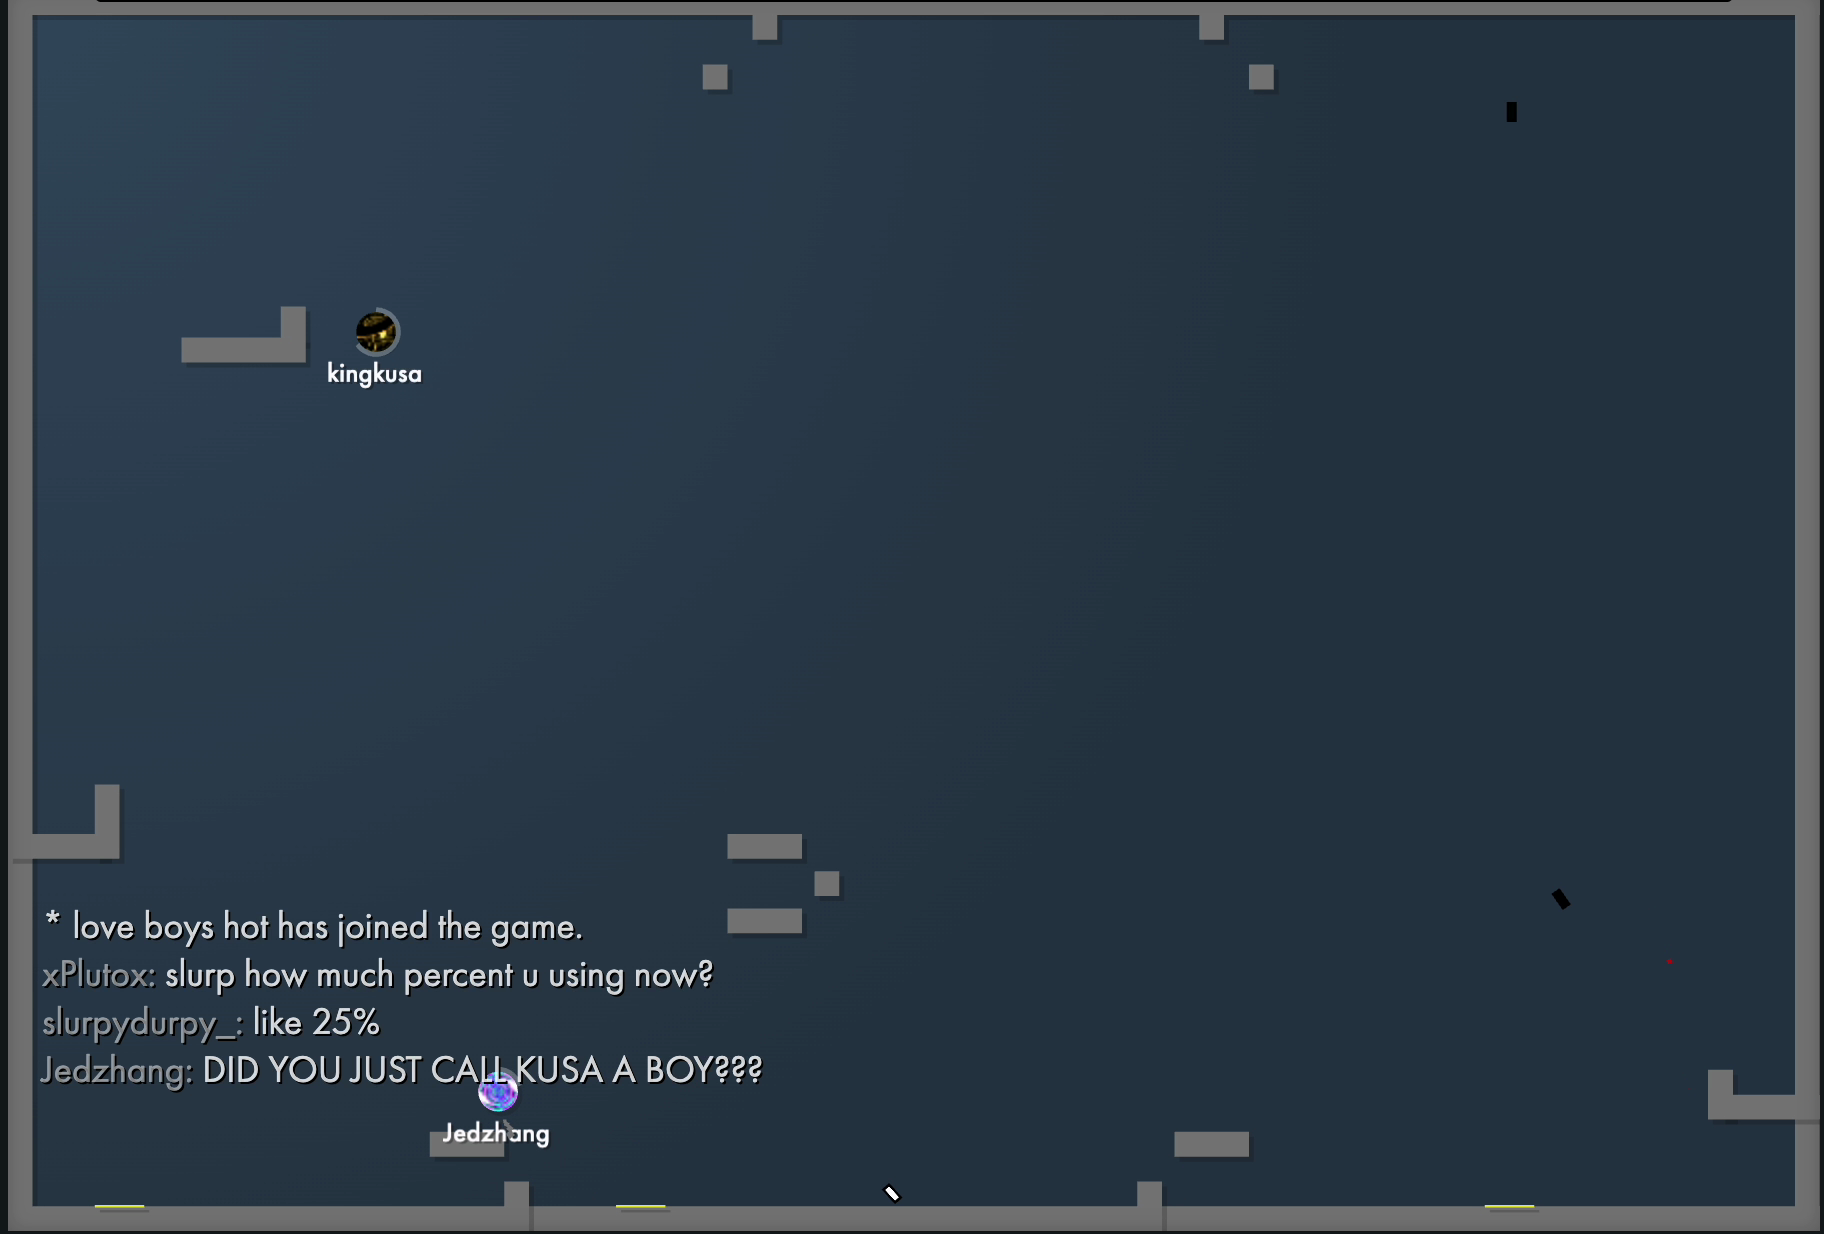 kingkusa
* love boys hot has joined the game.
xPlutox: slurp how much percent u using now?
slurpydurpy_: like 25%
Jedzhang: DID YOU JUST CALL KUSA A BOY???
Jedzhang